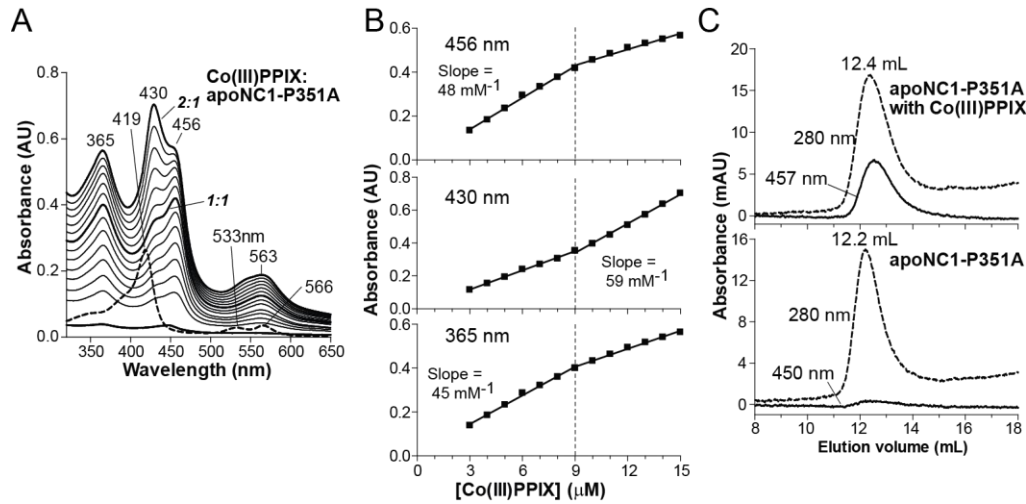 A
Absorbance (AU)
0.8
0.6
0.4
0.2
0.0
Co(III)PPIX:
apoNC1-P351A
430
2:1
419
456
365
1:1
533nm
563
566
350 400 450 500 550 600 650
Wavelength (nm)
B
Absorbance (AU)
0.6
0.4
0.2
0.0
456 nm
Slope =
48 mM-1
0.6
0.4
0.2
0.0
430 nm
Slope =
59 mM-1
0.6
0.4
0.2
0.0
365 nm
Slope =
45 mM-1
3 6 9 12 15
[Co(III)PPIX] (μM)
C
Absorbance (mAU)
20
15
10
5
0
12.4 mL
apoNC1-P351A
with Co(III)PPIX
280 nm
457 nm
16
12
8
4
0
12.2 mL
apoNC1-P351A
280 nm
450 nm
8 10 12 14 16 18
Elution volume (mL)